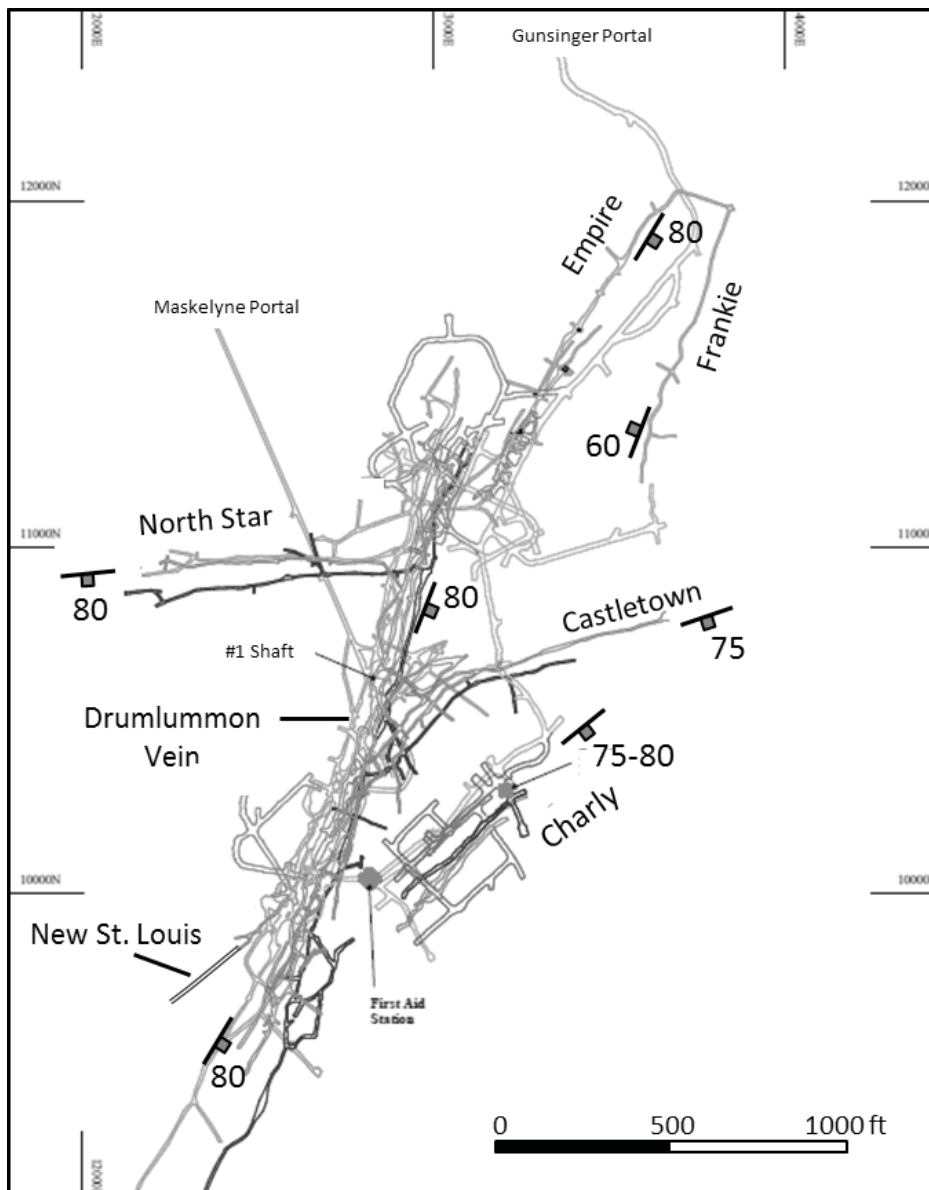 2000E
3000E
4000E
Gunsinger Portal
12000N
12000
Empire
80
Frankie
Maskelyne Portal
60
North Star
11000N
11000
80
80
Castletown
#1 Shaft
75
Drumlummon
Vein
75-80
Charly
10000N
10000
New St. Louis
First Aid
Station
80
0 500 1000 ft